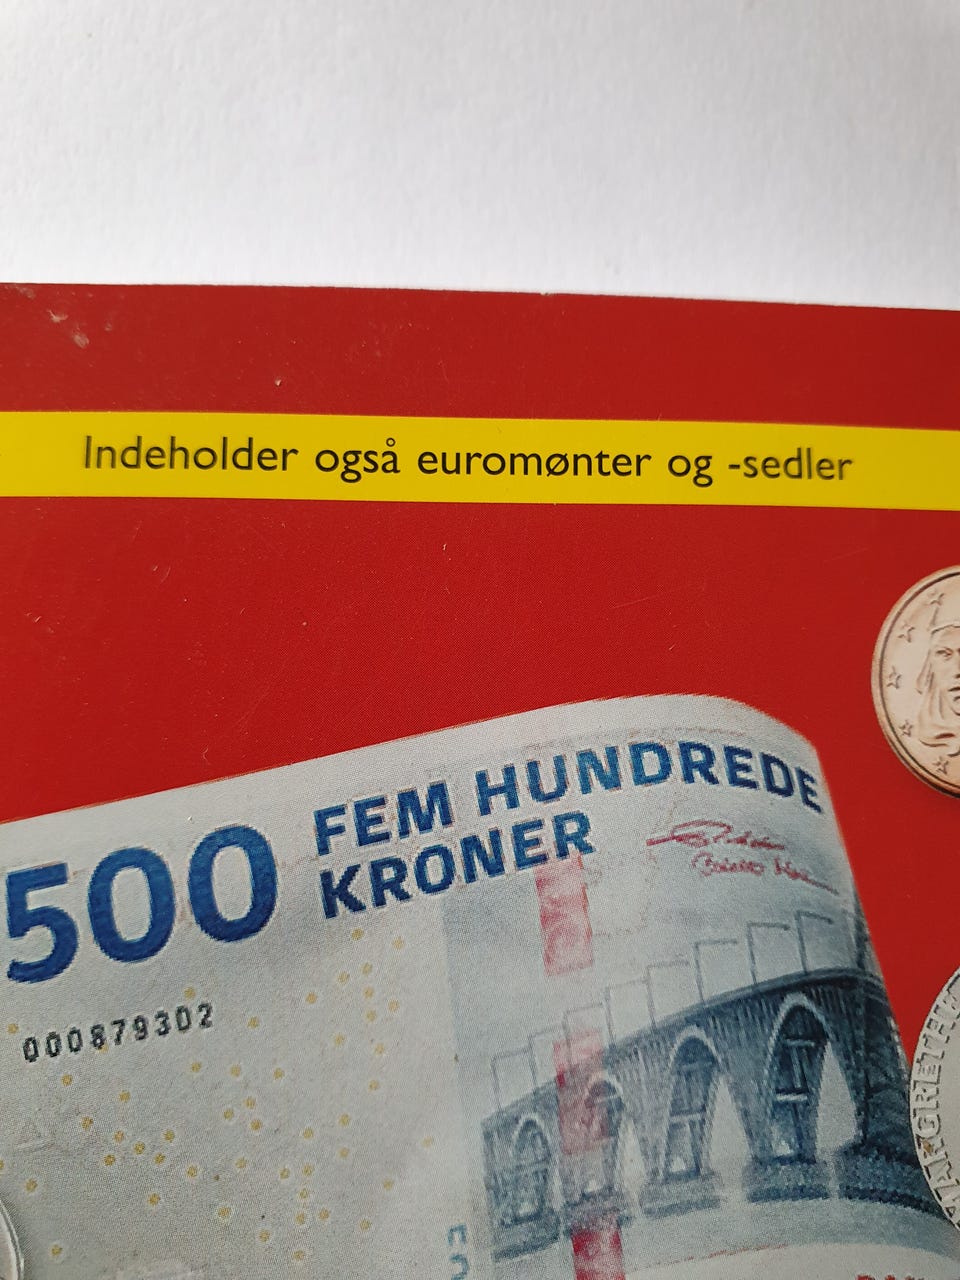 Indeholder også euromønter og -sedler
500
FEM HUNDREDE
KRONER
000879302